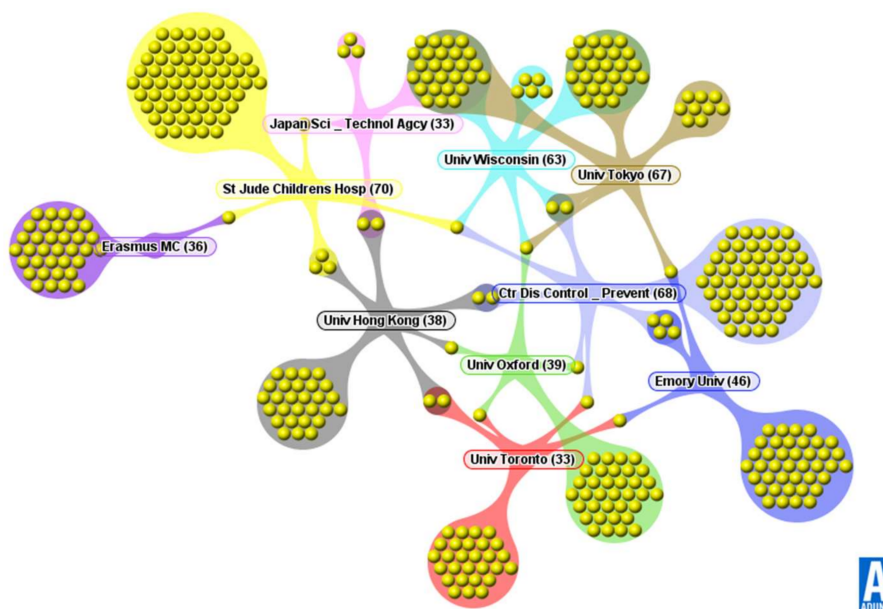 Japan Sci _ Technol Agcy (33)
Univ Wisconsin (63)
Univ Tokyo (67)
St Jude Childrens Hosp (70)
Erasmus MC (36)
Ctr Dis Control _ Prevent (68)
Univ Hong Kong (38)
Univ Oxford (39)
Emory Univ (46)
Univ Toronto (33)
A